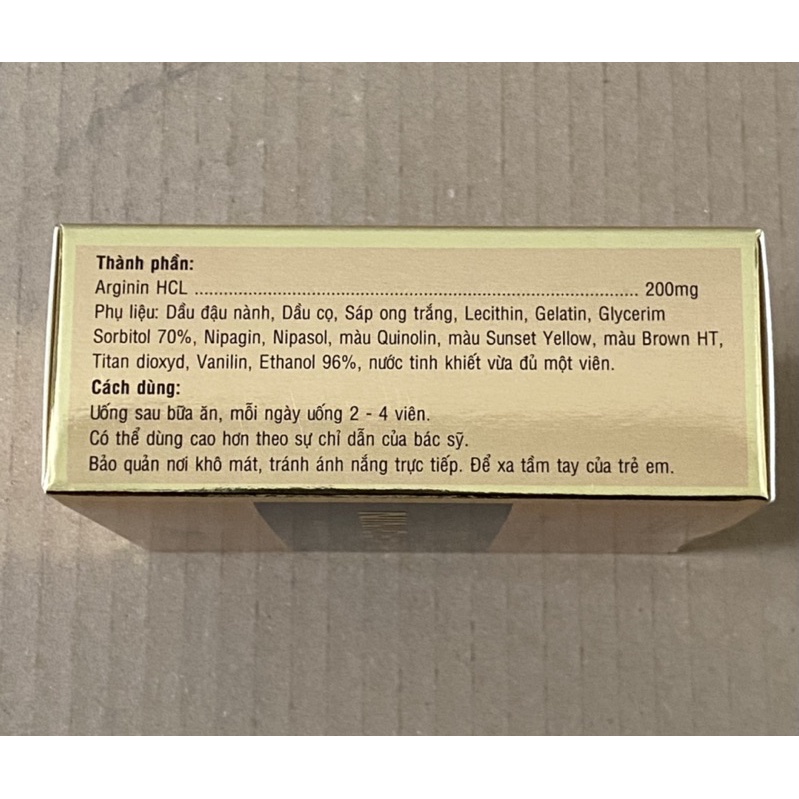 Thành phần:
Arginin HCL ........................................................................................ 200mg
Phụ liệu: Dầu đậu nành, Dầu cọ, Sáp ong trắng, Lecithin, Gelatin, Glycerim
Sorbitol 70%, Nipagin, Nipasol, màu Quinolin, màu Sunset Yellow, màu Brown HT,
Titan dioxyd, Vanilin, Ethanol 96%, nước tinh khiết vừa đủ một viên.
Cách dùng:
Uống sau bữa ăn, mỗi ngày uống 2 - 4 viên.
Có thể dùng cao hơn theo sự chỉ dẫn của bác sỹ.
Bảo quản nơi khô mát, tránh ánh nắng trực tiếp. Để xa tầm tay của trẻ em.